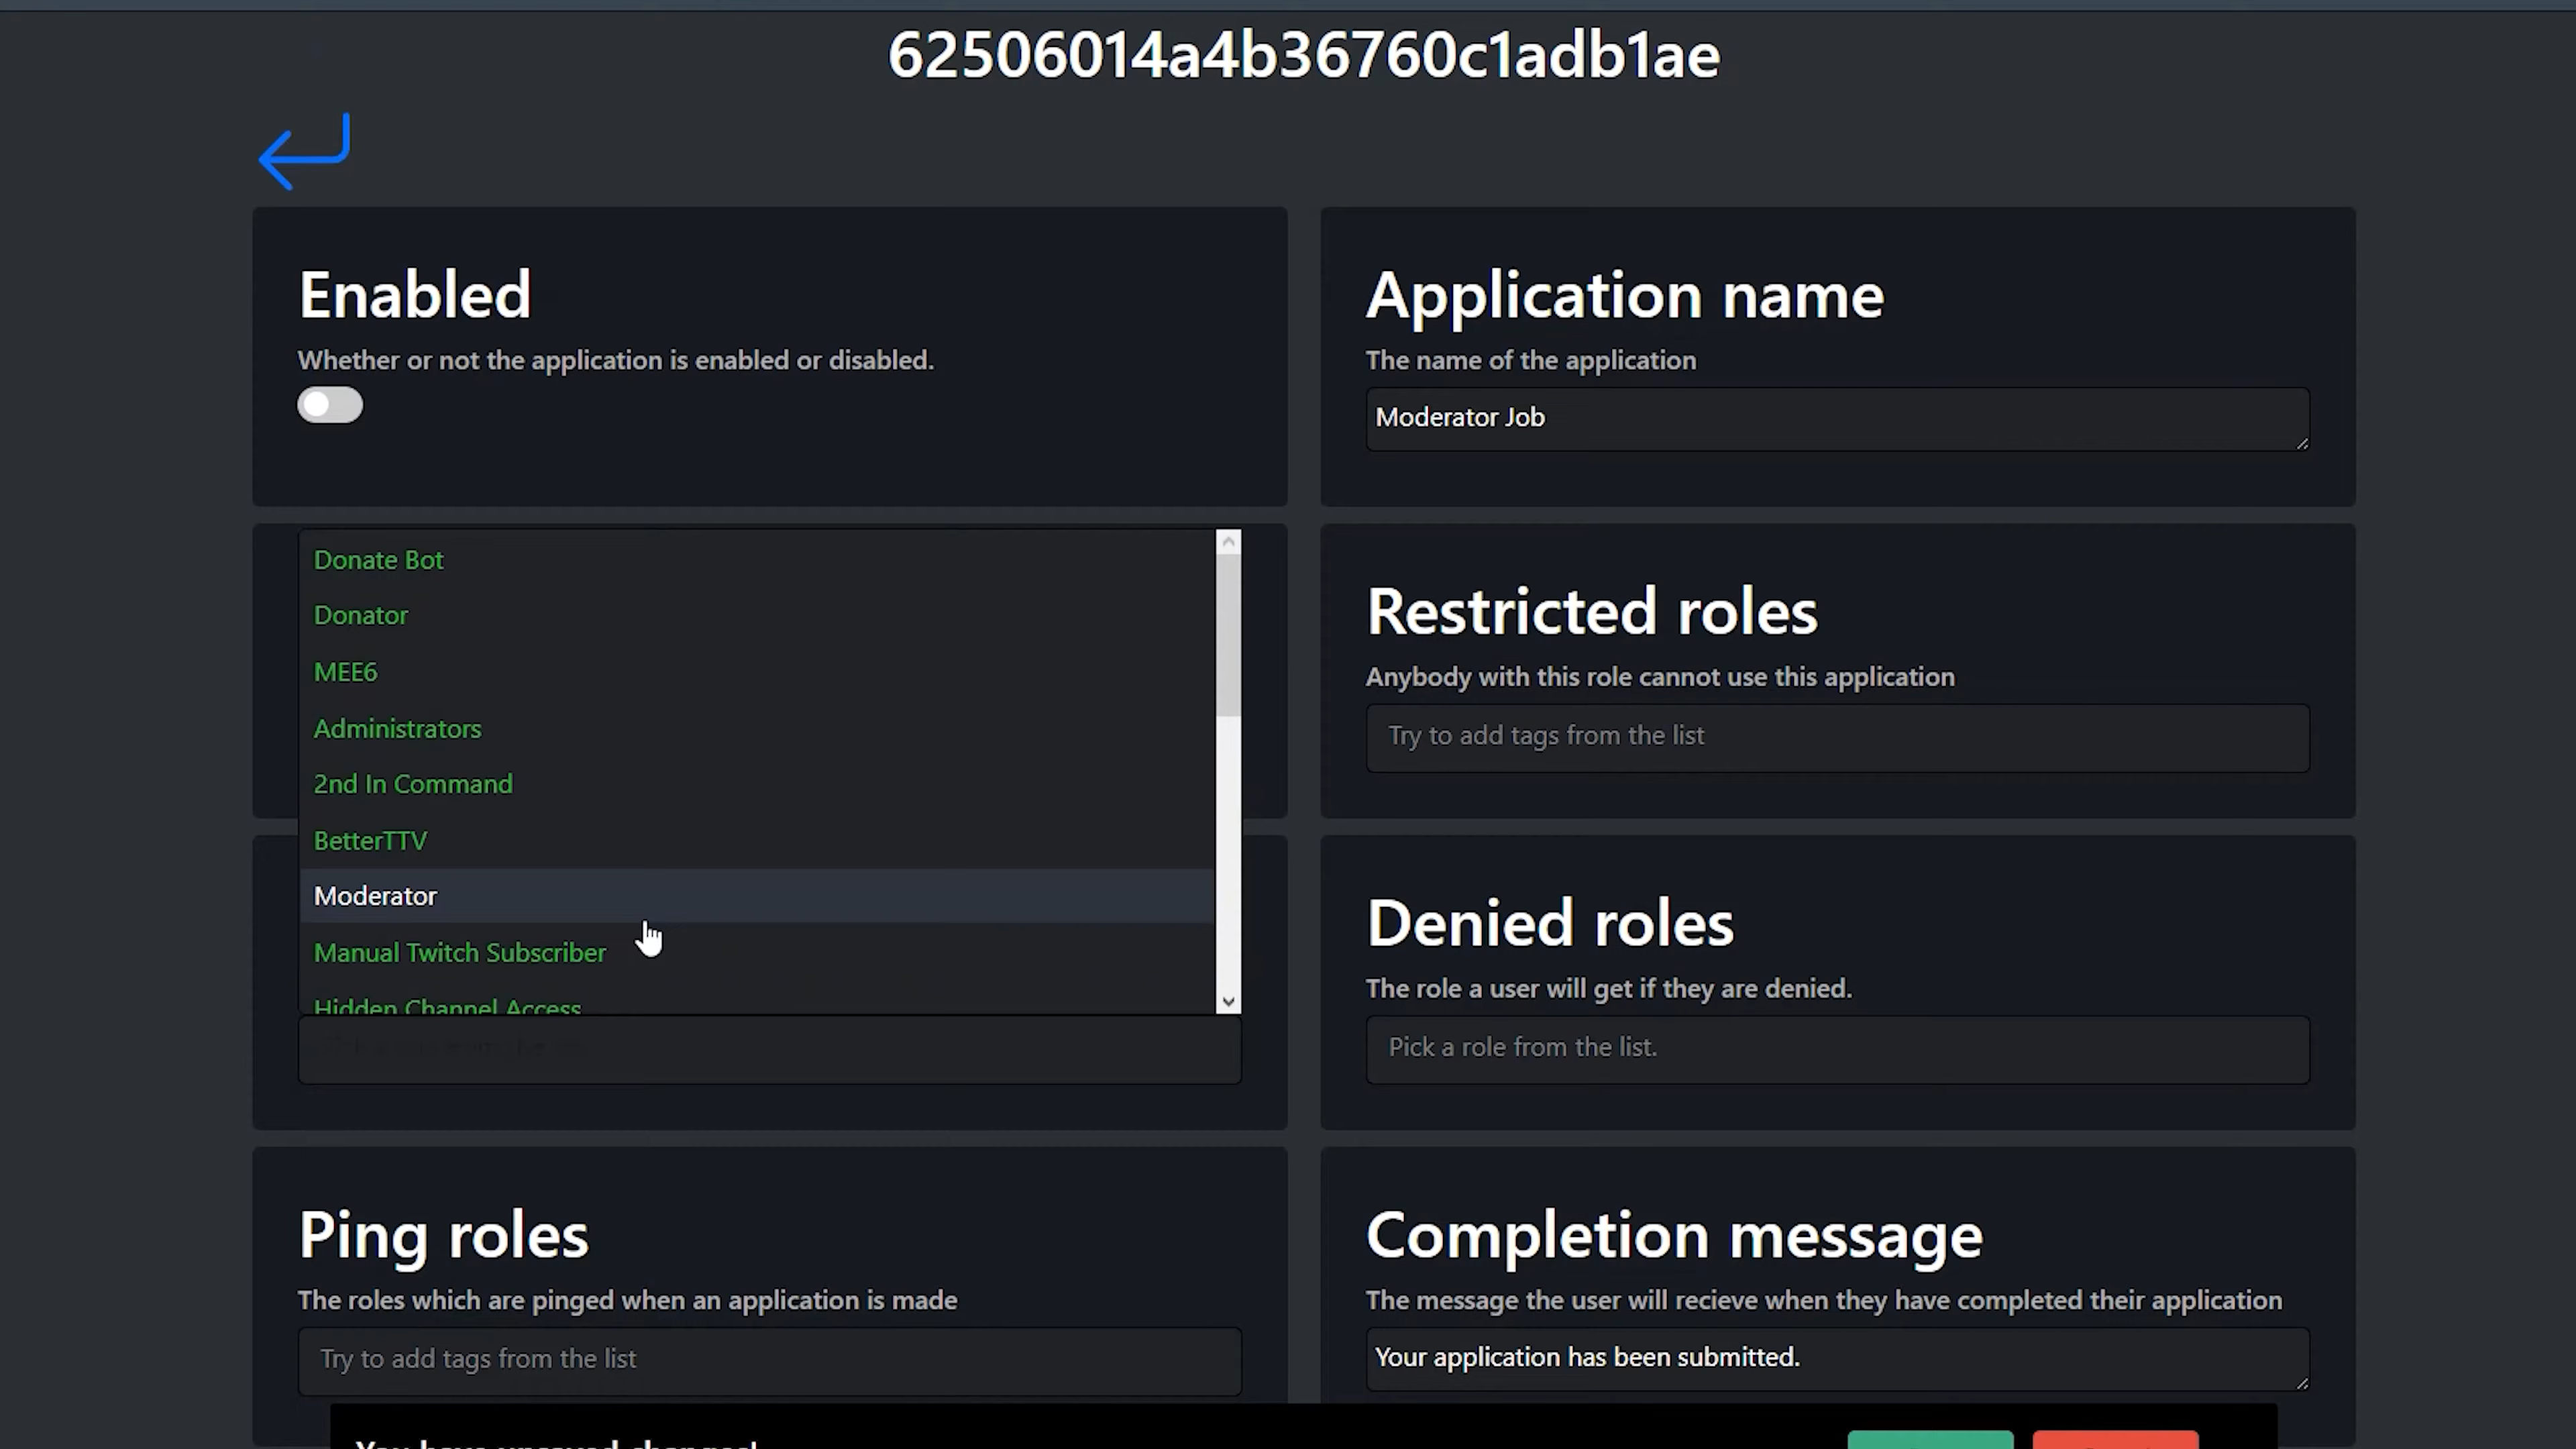 62506014a4b36760c1adb1ae
Enabled
Whether or not the application is enabled or disabled.
Application name
The name of the application
Moderator Job
Donate Bot
Donator
MEE6
Administrators
2nd In Command
BetterTTV
Moderator
Manual Twitch Subscriber
Hidden Channel Access
Restricted roles
Anybody with this role cannot use this application
Try to add tags from the list
Denied roles
The role a user will get if they are denied.
Pick a role from the list.
Ping roles
The roles which are pinged when an application is made
Try to add tags from the list
Completion message
The message the user will recieve when they have completed their application
Your application has been submitted.
You have unsaved changes!